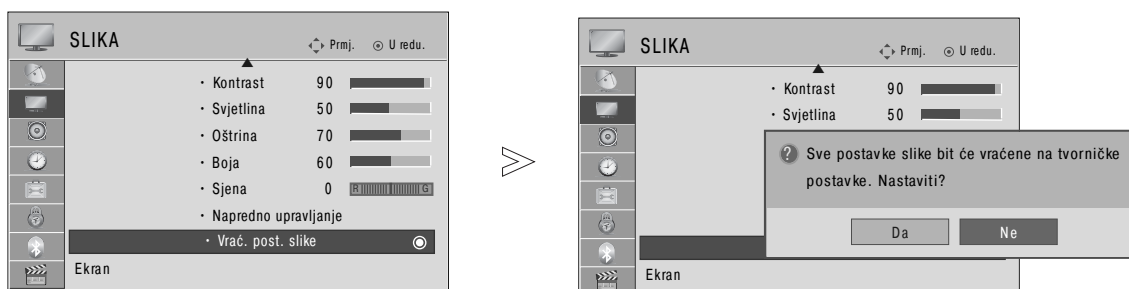 SLIKA
Prmj. U redu.
• Kontrast 90
• Svjetlina 50
• Oštrina 70
• Boja 60
• Sjena 0 R G
• Napredno upravljanje
• Vrać. post. slike
Ekran
SLIKA
Prmj. U redu.
• Kontrast 90
• Svjetlina 50
? Sve postavke slike bit će vraćene na tvorničke
postavke. Nastaviti?
Da Ne
Ekran